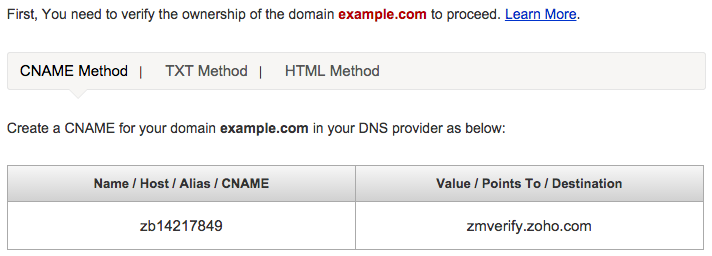 First, You need to verify the ownership of the domain example.com to proceed. Learn More.
CNAME Method | TXT Method | HTML Method
Create a CNAME for your domain example.com in your DNS provider as below:
Name / Host / Alias / CNAME Value / Points To / Destination
zb14217849 zmverify.zoho.com